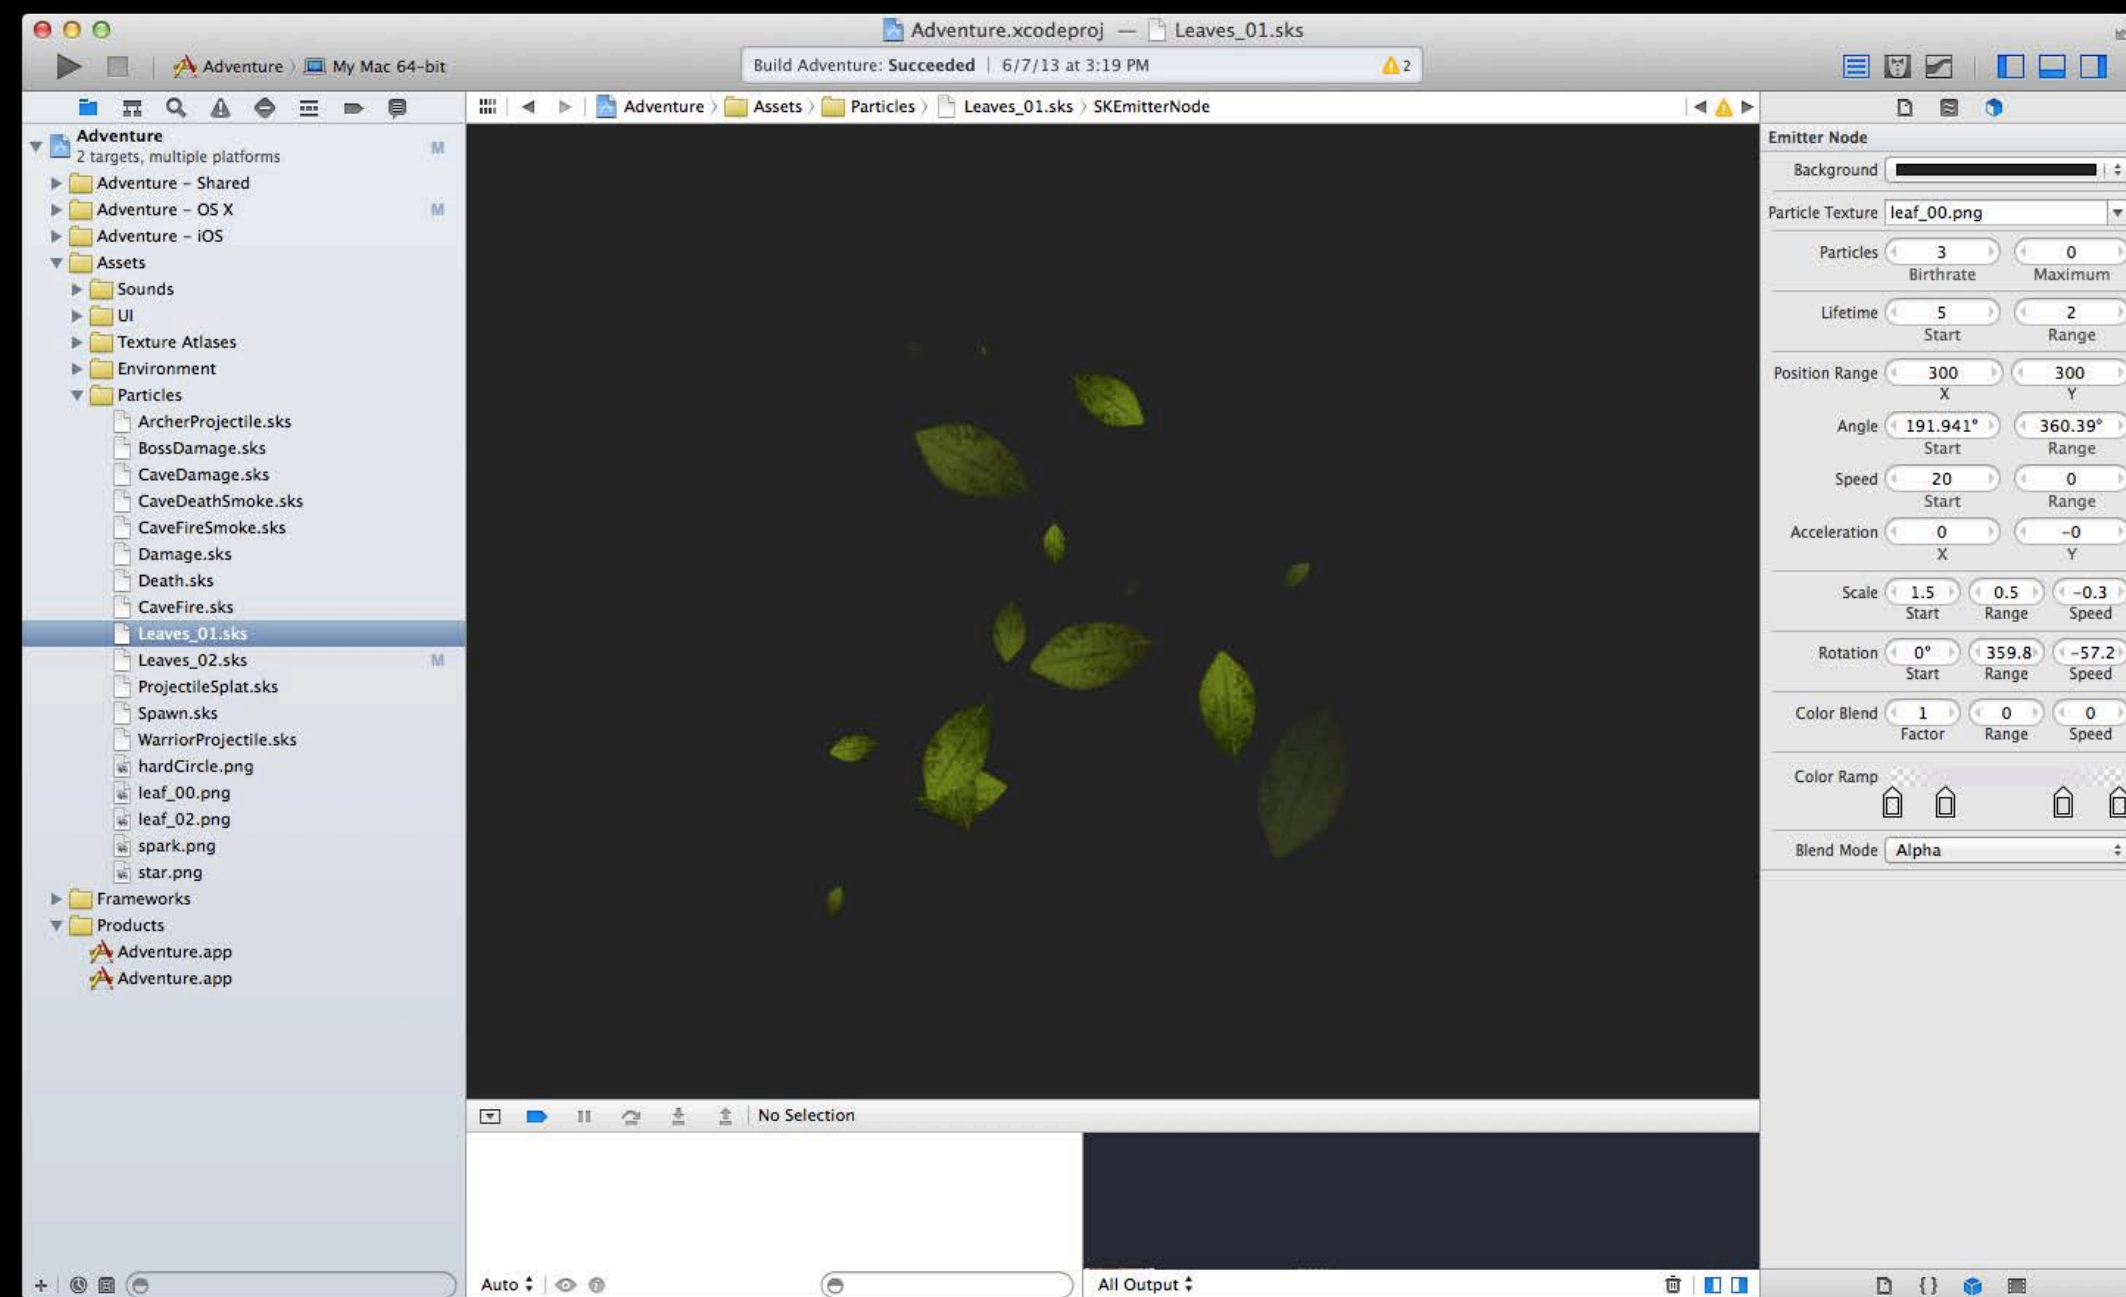 Adventure.xcodeproj — Leaves_01.sks
Adventure My Mac 64-bit
Build Adventure: Succeeded | 6/7/13 at 3:19 PM
2
Adventure Assets Particles Leaves_01.sks SKEmitterNode
Adventure
2 targets, multiple platforms
M
Adventure – Shared
Adventure – OS X
M
Adventure – iOS
Assets
Sounds
UI
Texture Atlases
Environment
Particles
ArcherProjectile.sks
BossDamage.sks
CaveDamage.sks
CaveDeathSmoke.sks
CaveFireSmoke.sks
Damage.sks
Death.sks
CaveFire.sks
Leaves_01.sks
Leaves_02.sks
M
ProjectileSplat.sks
Spawn.sks
WarriorProjectile.sks
hardCircle.png
leaf_00.png
leaf_02.png
spark.png
star.png
Frameworks
Products
Adventure.app
Adventure.app
No Selection
Auto
All Output
Emitter Node
Background
Particle Texture leaf_00.png
Particles 3 0
Birthrate Maximum
Lifetime 5 2
Start Range
Position Range 300 300
X Y
Angle 191.941° 360.39°
Start Range
Speed 20 0
Start Range
Acceleration 0 -0
X Y
Scale 1.5 0.5 -0.3
Start Range Speed
Rotation 0° 359.8 -57.2
Start Range Speed
Color Blend 1 0 0
Factor Range Speed
Color Ramp
Blend Mode Alpha
{}